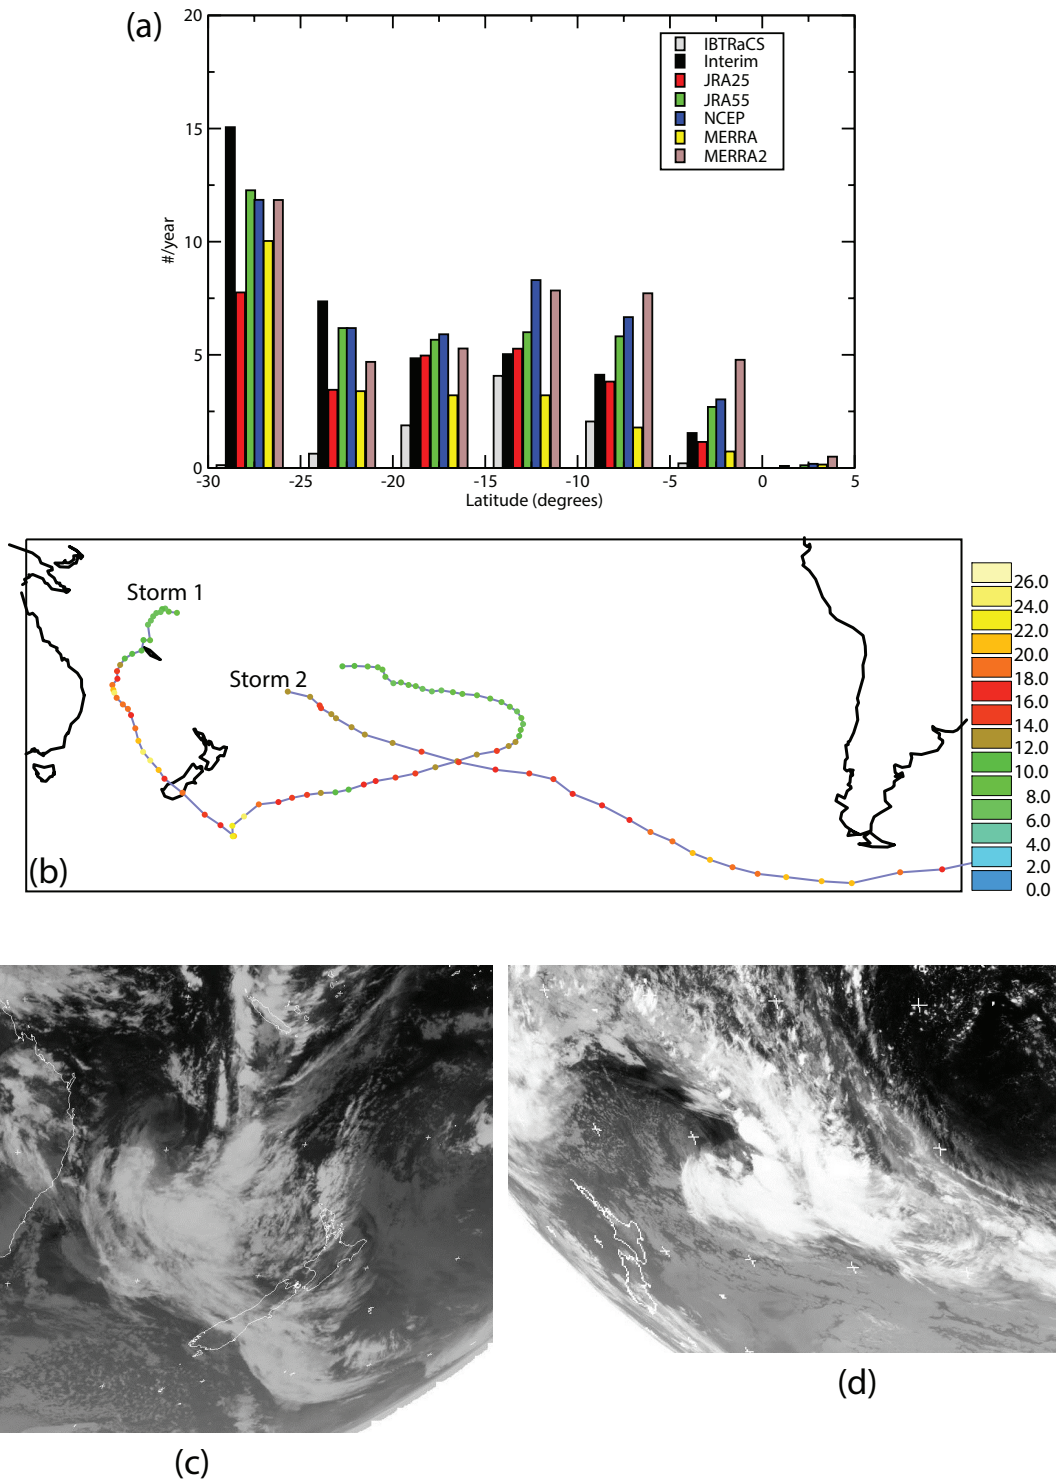 (a)
20
15
10
5
0
#/year
IBTRaCS
Interim
JRA25
JRA55
NCEP
MERRA
MERRA2
-30 -25 -20 -15 -10 -5 0 5
Latitude (degrees)
Storm 1
Storm 2
(b)
26.0
24.0
22.0
20.0
18.0
16.0
14.0
12.0
10.0
8.0
6.0
4.0
2.0
0.0
(c)
(d)